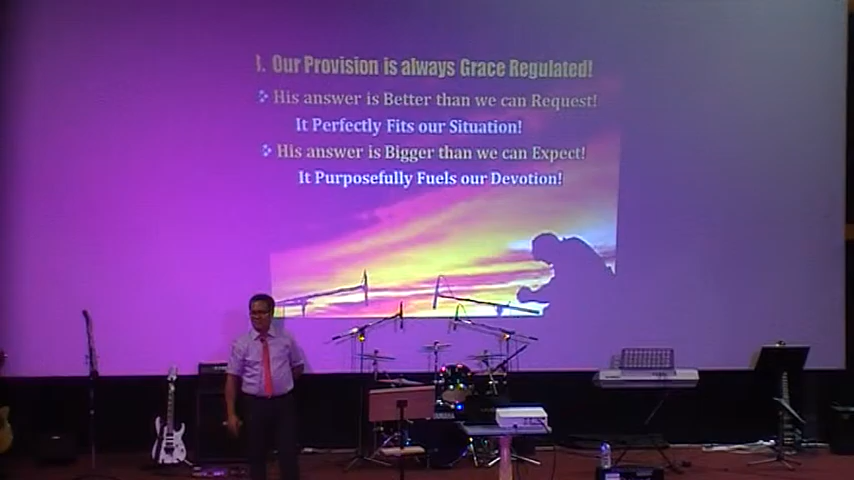 Our Provision is always Grace Regulated!
His answer is Better than we can Request!
It Perfectly Fits our Situation!
His answer is Bigger than we can Expect!
It Purposefully Fuels our Devotion!